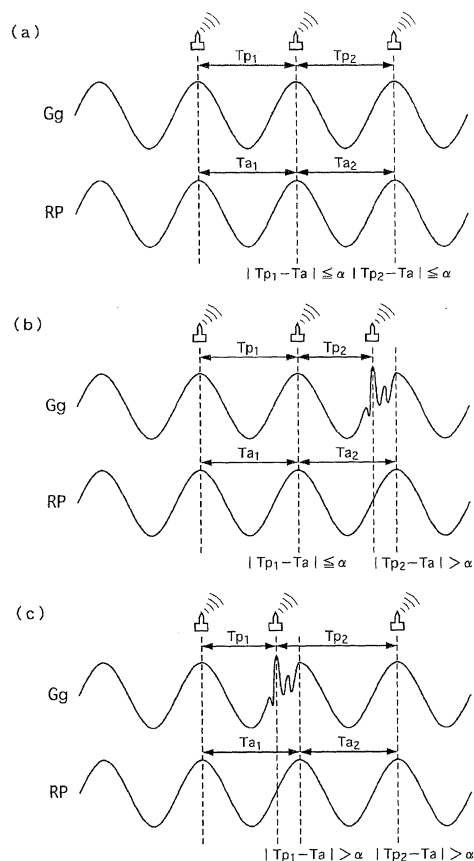 (a)
Tp₁ Tp₂
Gg
Ta₁ Ta₂
RP
| Tp₁−Ta | ≦ α | Tp₂−Ta | ≦ α
(b)
Tp₁ Tp₂
Gg
Ta₁ Ta₂
RP
| Tp₁−Ta | ≦ α | Tp₂−Ta | > α
(c)
Tp₁ Tp₂
Gg
Ta₁ Ta₂
RP
| Tp₁−Ta | > α | Tp₂−Ta | > α